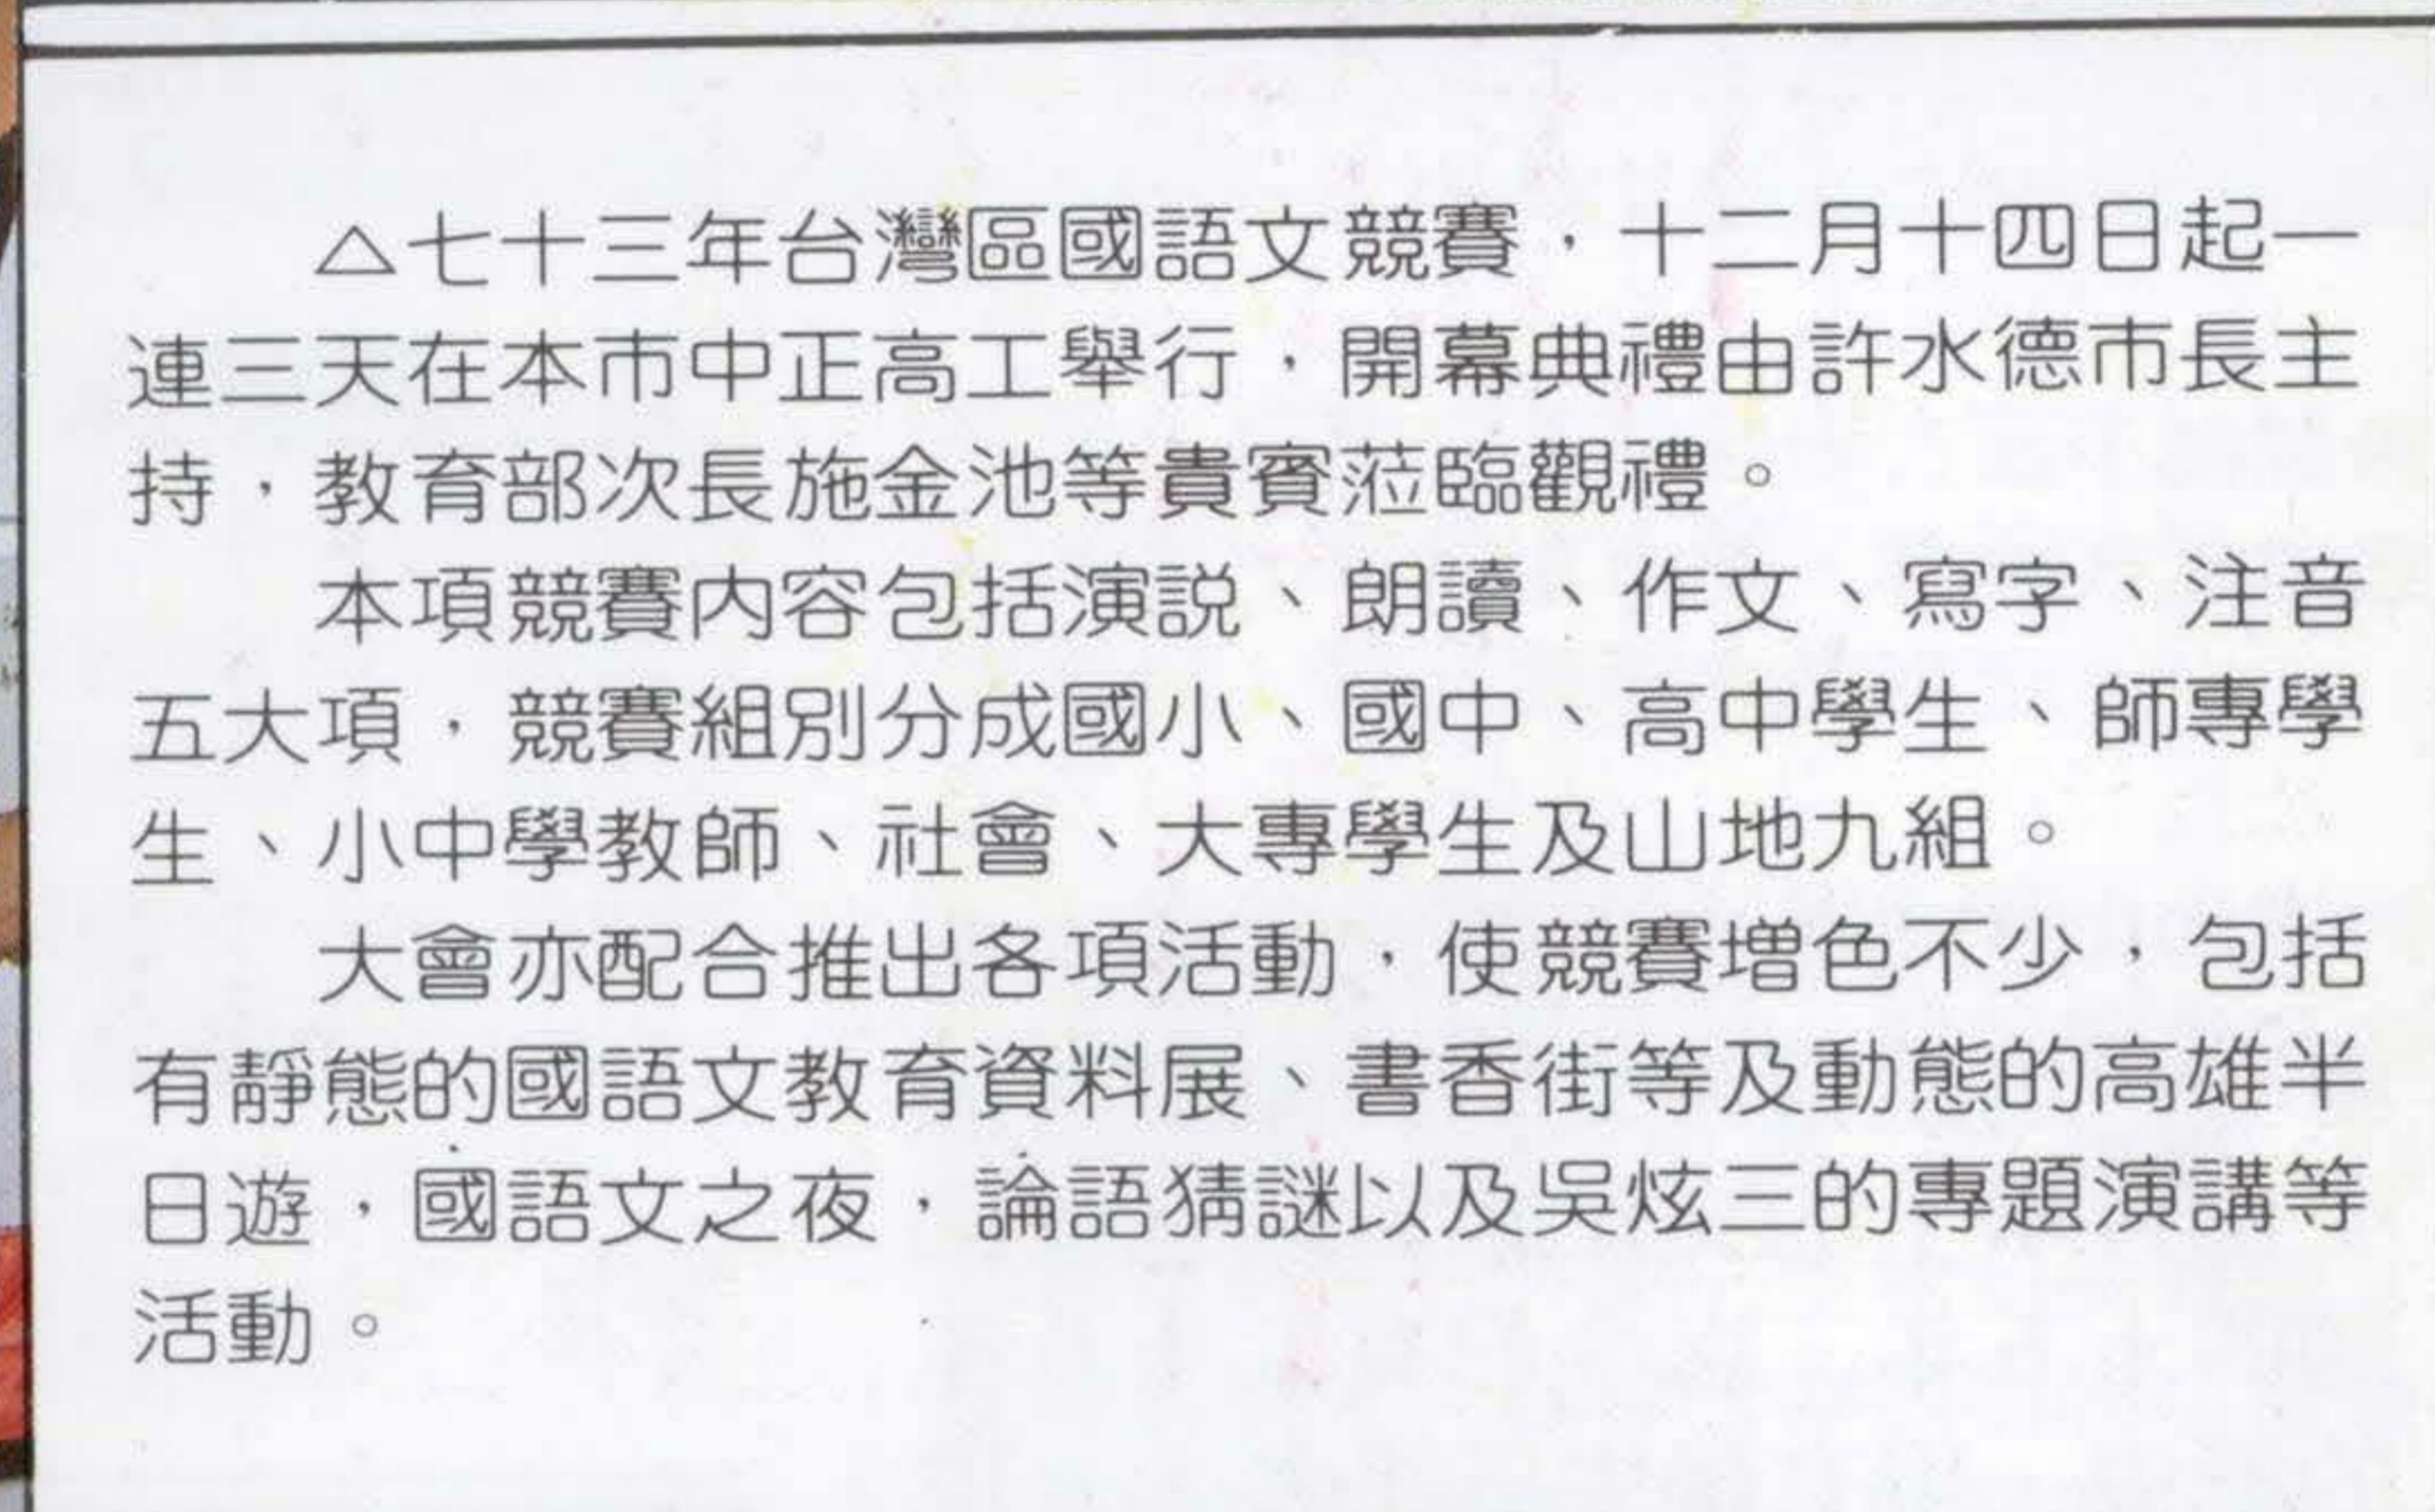 △七十三年台灣區國語文競賽，十二月十四日起一
連三天在本市中正高工舉行，開幕典禮由許水德市長主
持，教育部次長施金池等貴賓蒞臨觀禮。
本項競賽内容包括演説、朗讀、作文、寫字、注音
五大項，競賽組別分成國小、國中、高中學生、師專學
生、小中學教師、社會、大專學生及山地九組。
大會亦配合推出各項活動，使競賽增色不少，包括
有靜態的國語文教育資料展、書香街等及動態的高雄半
日遊，國語文之夜，論語猜謎以及吳炫三的專題演講等
活動。